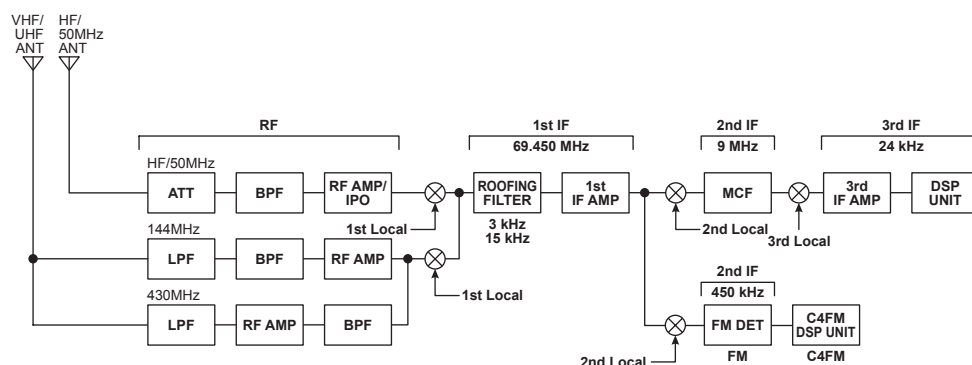 VHF/
UHF
ANT
HF/
50MHz
ANT
RF
1st IF
69.450 MHz
2nd IF
9 MHz
3rd IF
24 kHz
HF/50MHz
ATT
BPF
RF AMP/
IPO
1st Local
ROOFING
FILTER
3 kHz
15 kHz
1st
IF AMP
2nd Local
MCF
3rd Local
3rd
IF AMP
DSP
UNIT
144MHz
LPF
BPF
RF AMP
1st Local
430MHz
LPF
RF AMP
BPF
2nd IF
450 kHz
2nd Local
FM DET
FM
C4FM
DSP UNIT
C4FM